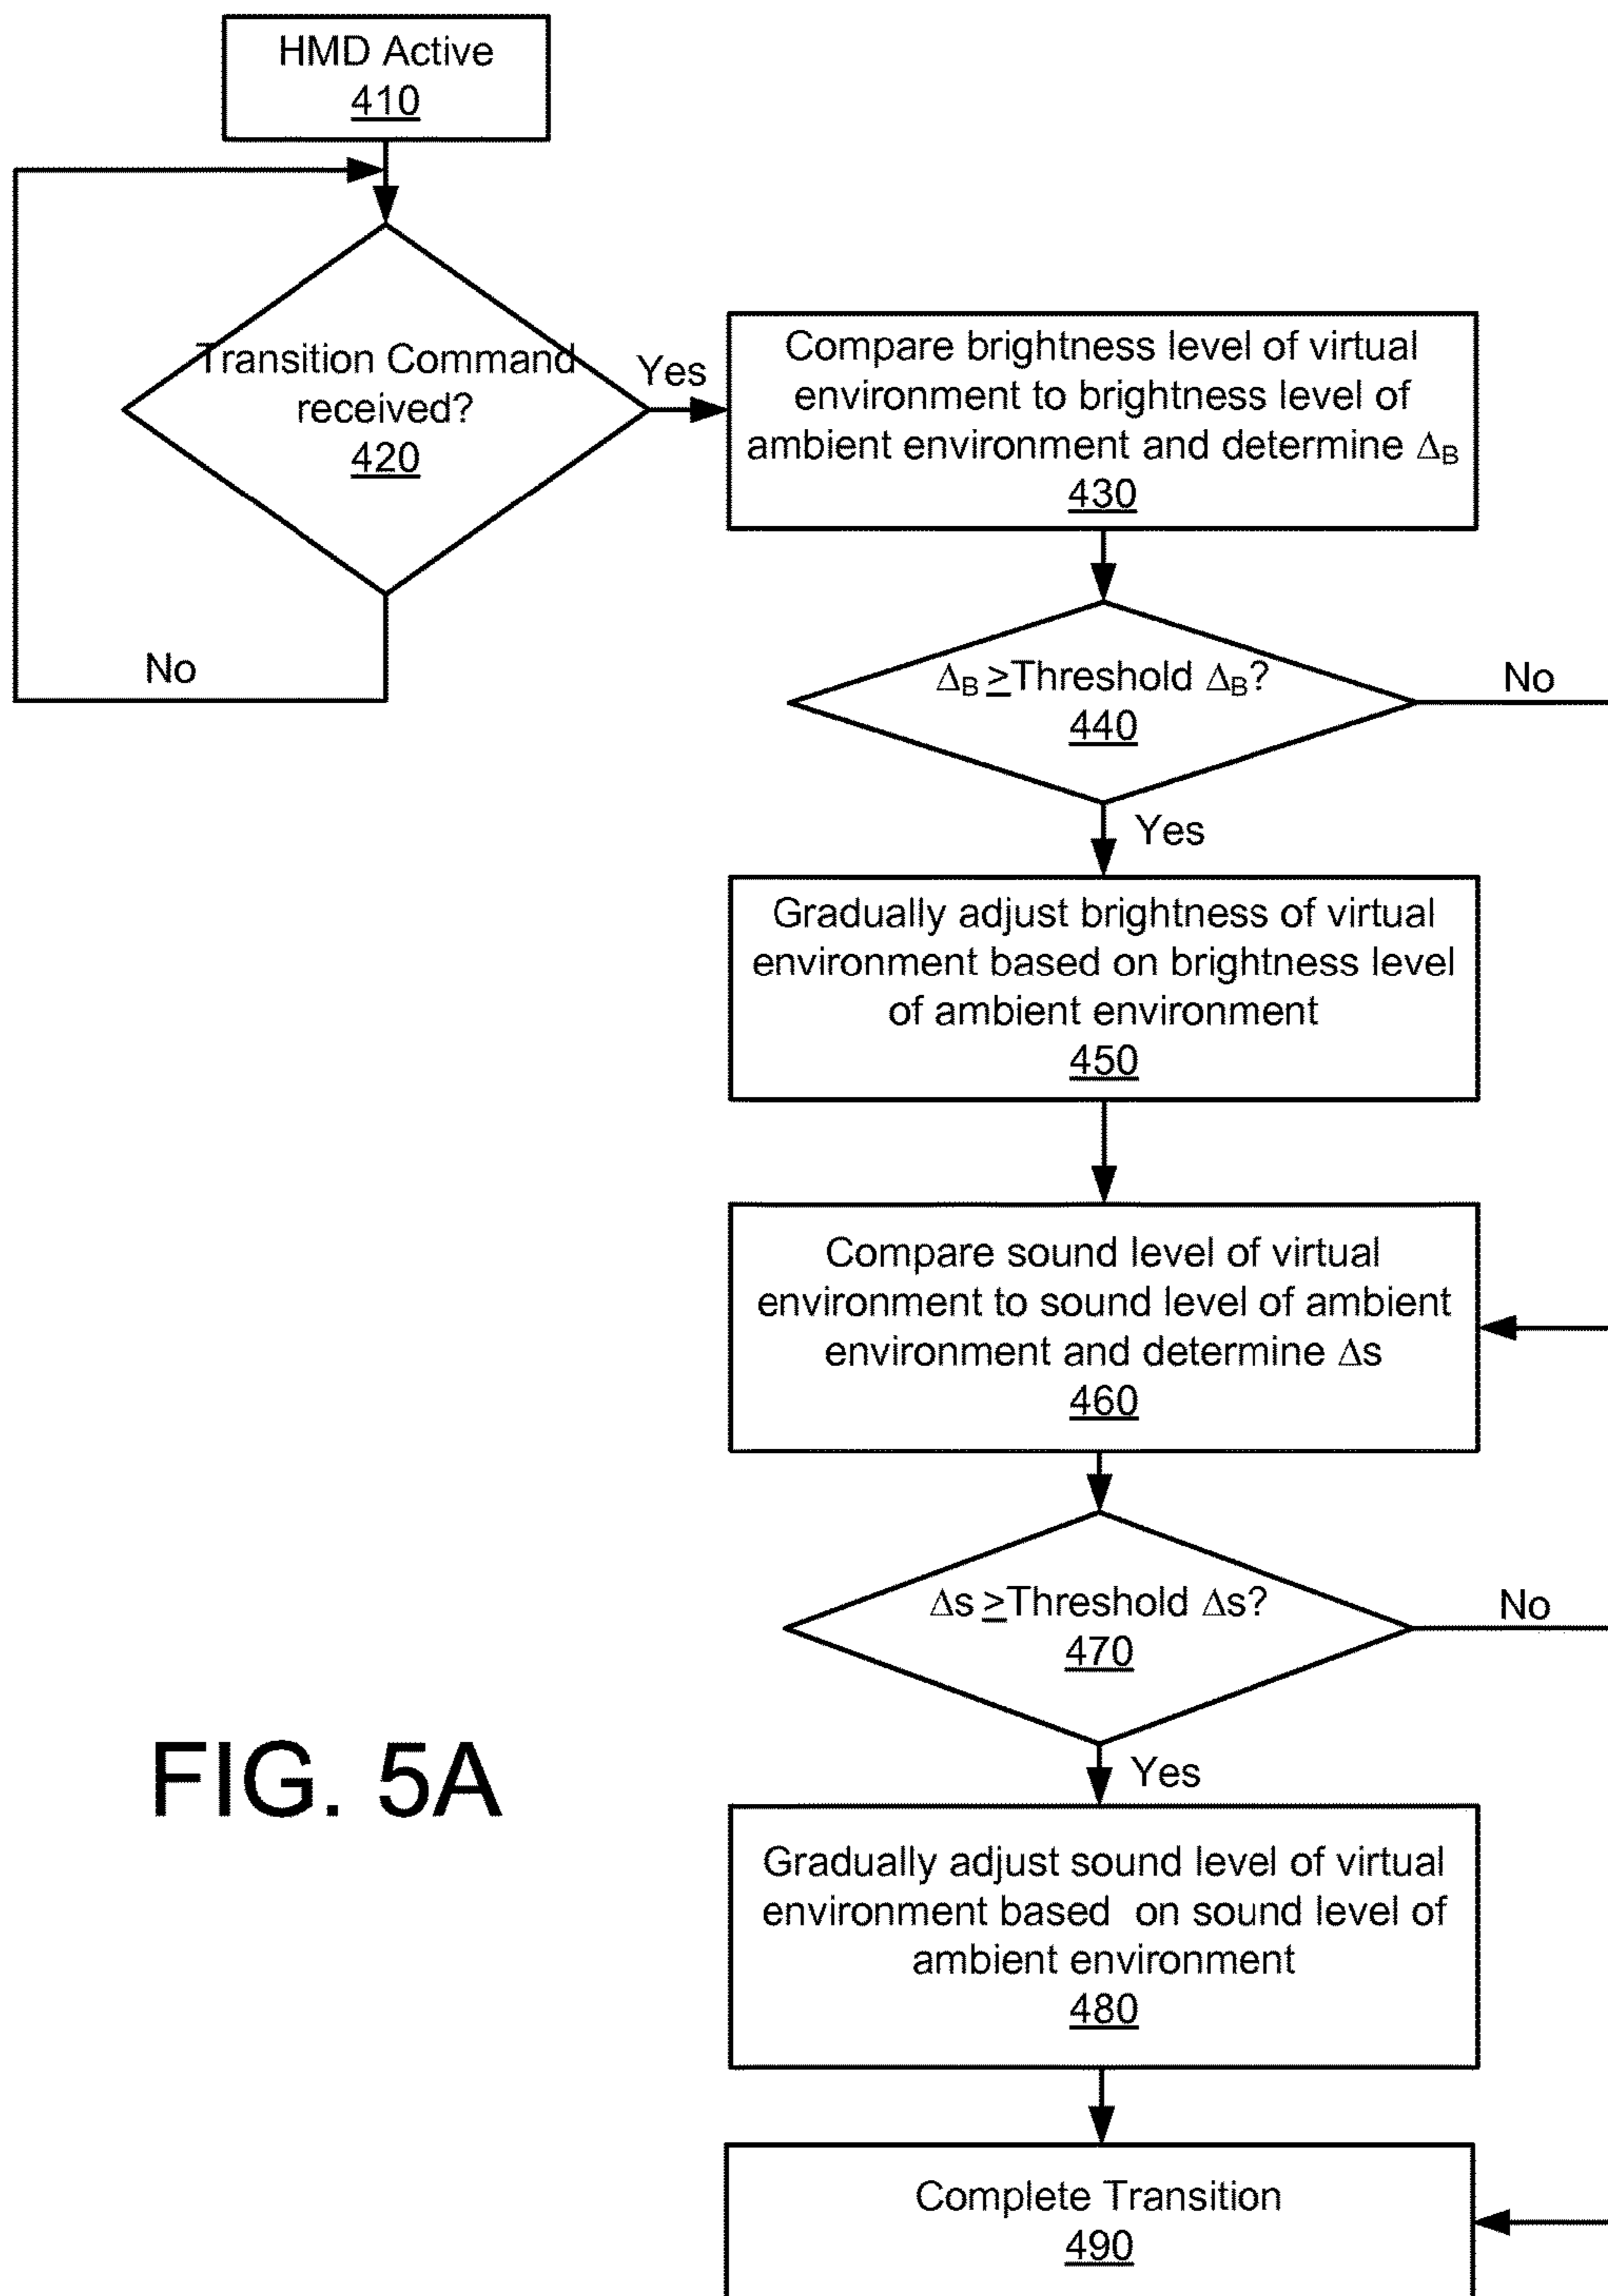 HMD Active
410
Transition Command
received?
420
Yes
No
Compare brightness level of virtual
environment to brightness level of
ambient environment and determine ΔB
430
ΔB ≥Threshold ΔB?
440
No
Yes
Gradually adjust brightness of virtual
environment based on brightness level
of ambient environment
450
Compare sound level of virtual
environment to sound level of ambient
environment and determine Δs
460
Δs ≥Threshold Δs?
470
No
Yes
Gradually adjust sound level of virtual
environment based on sound level of
ambient environment
480
Complete Transition
490
FIG. 5A